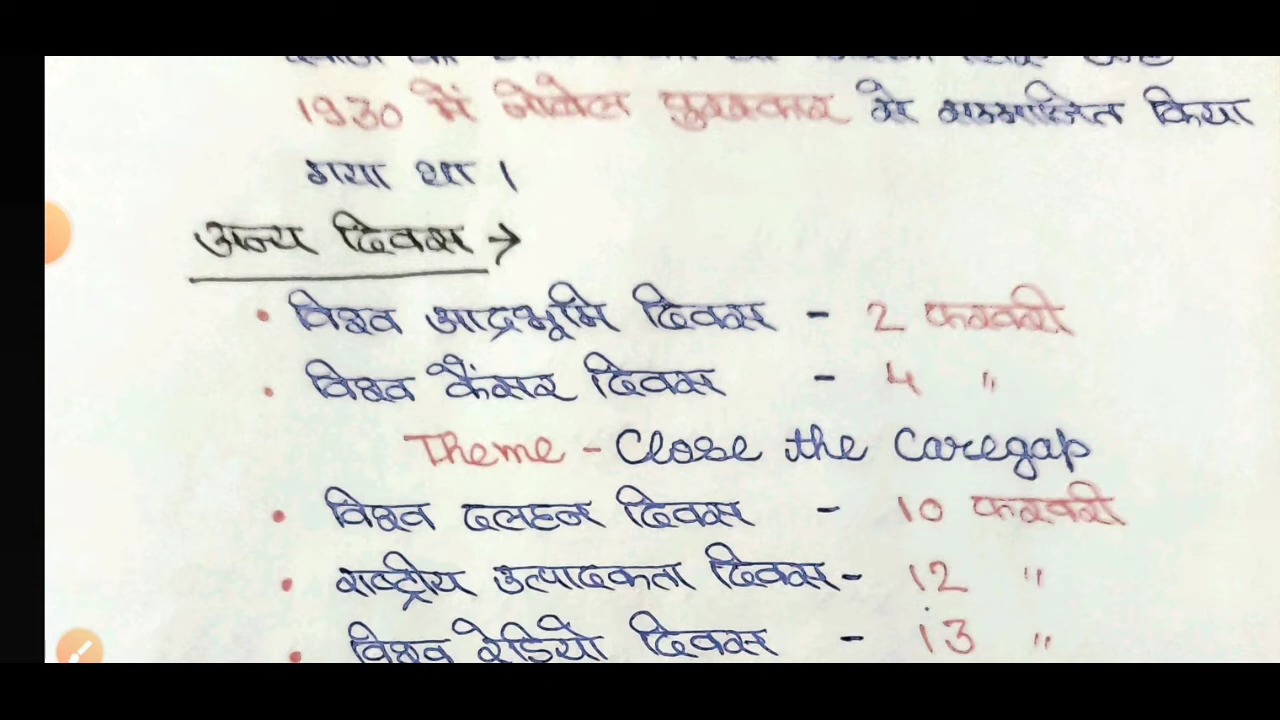 1930 में नोबेल पुरस्कार से सम्मानित किया
गया था ।
अन्य दिवस →
• विश्व आद्रभूमि दिवस - 2 फरवरी
• विश्व कैंसर दिवस - 4 "
Theme - Close the Caregap
• विश्व दलहन दिवस - 10 फरवरी
• राष्ट्रीय उत्पादकता दिवस - 12 "
• विश्व रेडियो दिवस - 13 "